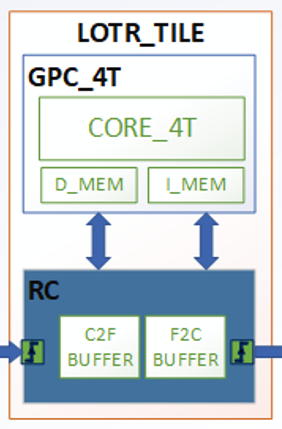 LOTR_TILE
GPC_4T
CORE_4T
D_MEM
I_MEM
RC
C2F
BUFFER
F2C
BUFFER